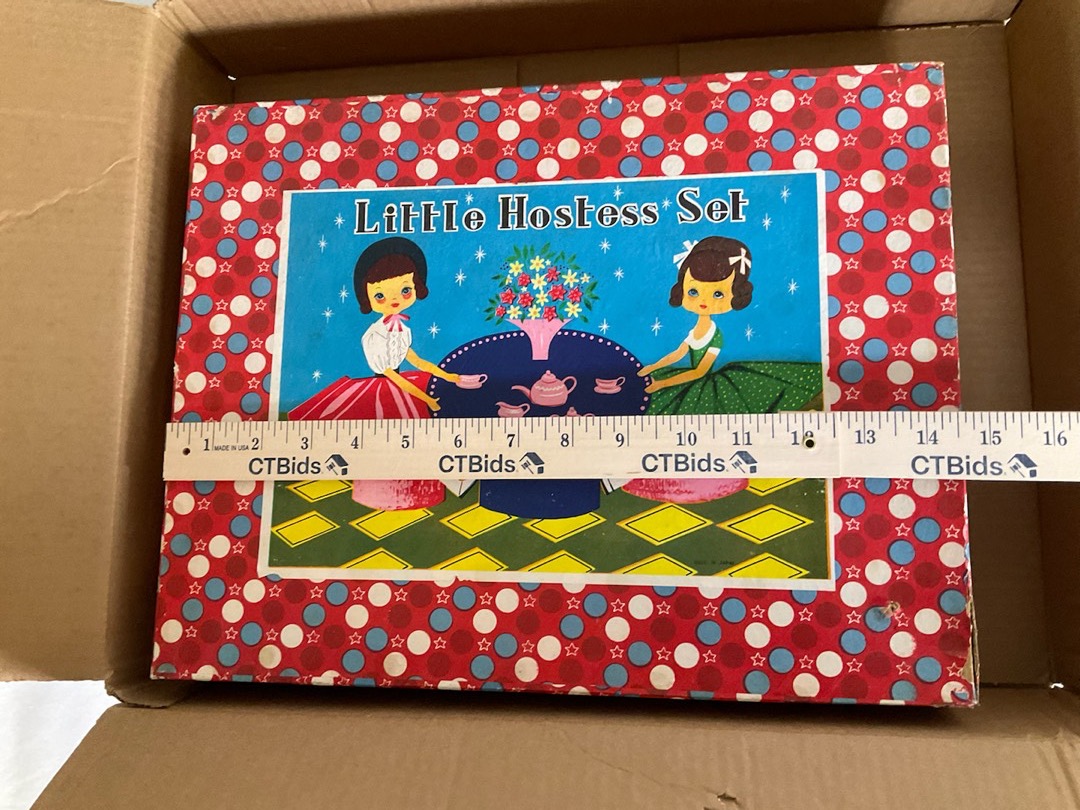 Little Hostess Set
1 MADE IN USA 2 3 4 5 6 7 8 9 10 11 12 13 14 15 16
CTBids CTBids CTBids CTBids